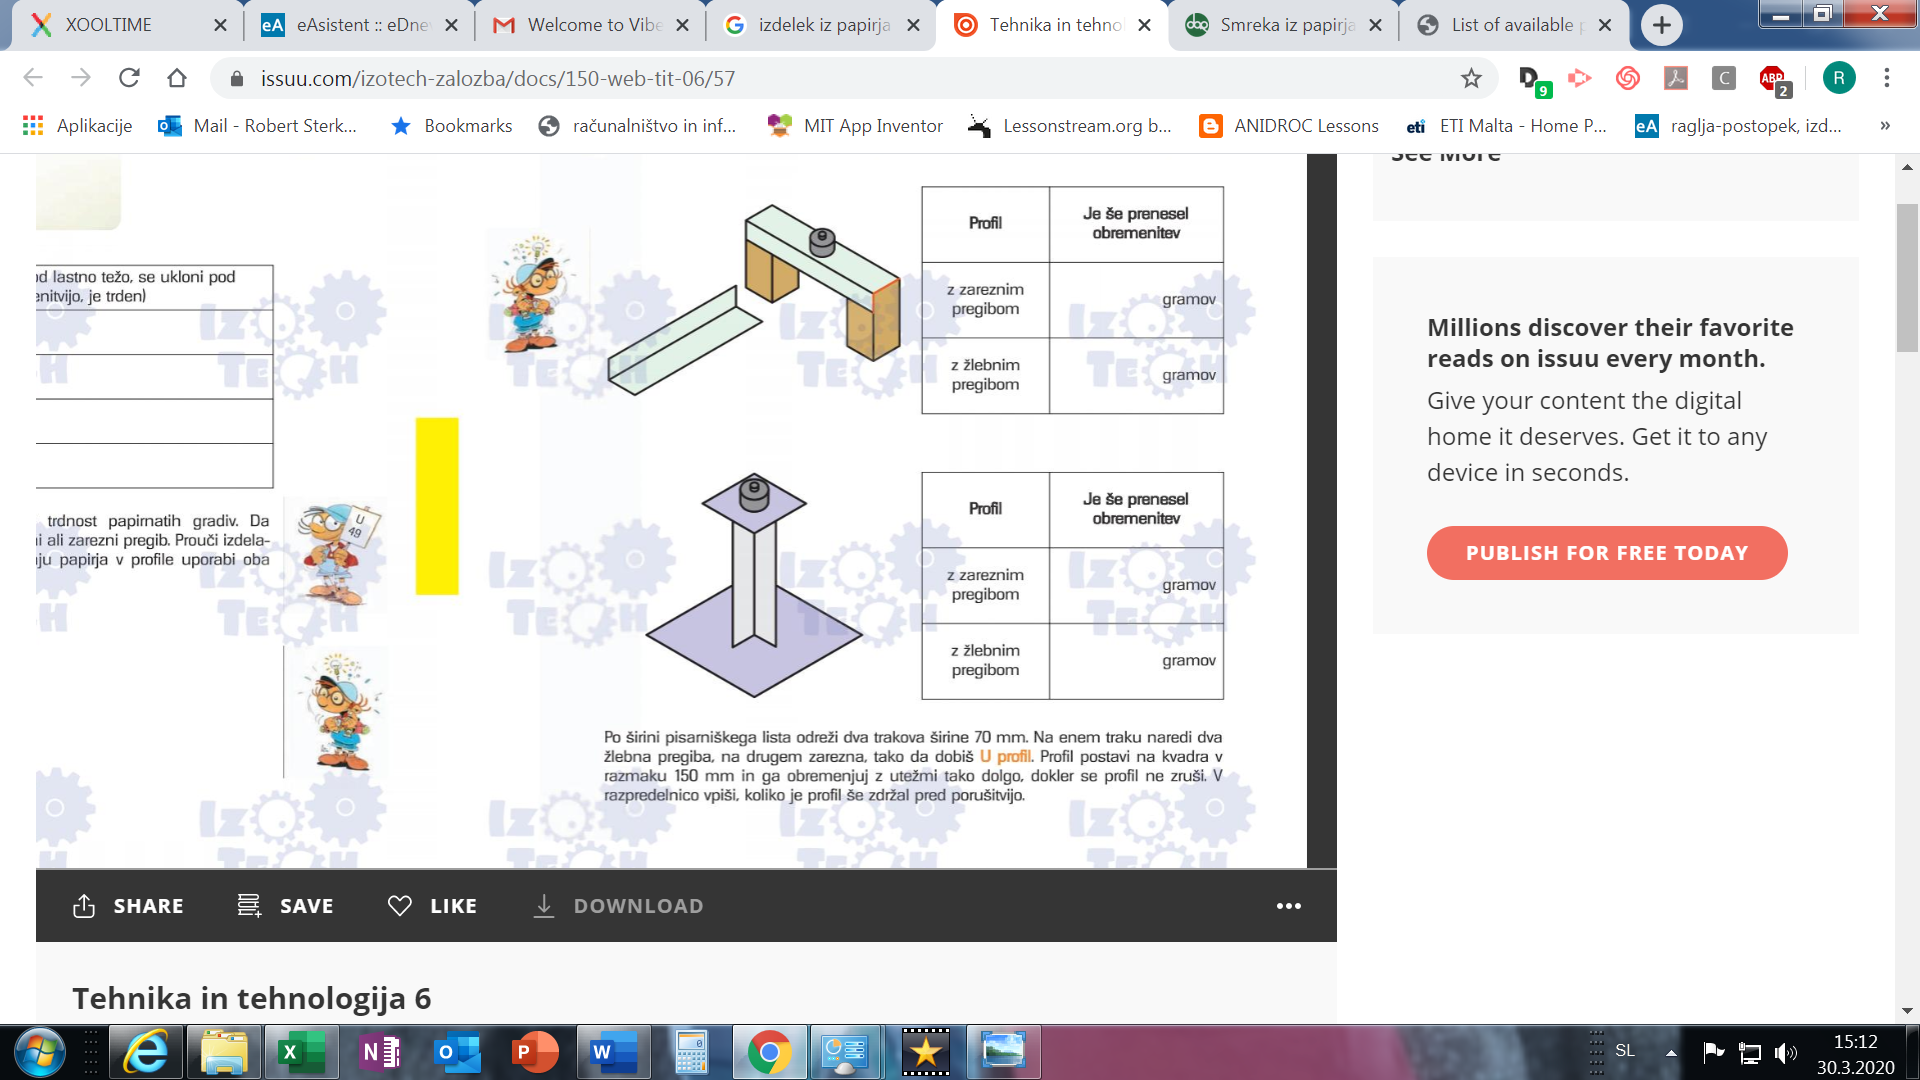 XOOLTIME
eAsistent :: eDnev
Welcome to Vibe
izdelek iz papirja
Tehnika in tehno
Smreka iz papirja
List of available p
issuu.com/izotech-zalozba/docs/150-web-tit-06/57
9
2
R
Aplikacije
Mail - Robert Sterk...
Bookmarks
računalništvo in inf...
MIT App Inventor
Lessonstream.org b...
ANIDROC Lessons
ETI Malta - Home P...
raglja-postopek, izd...
»
od lastno težo, se ukloni pod
enitvijo, je trden)
trdnost papirnatih gradiv. Da
ni ali zarezni pregib. Prouči izdela-
nju papirja v profile uporabi oba
U
49
Profil
Je še prenesel
obremenitev
z zareznim
pregibom
gramov
z žlebnim
pregibom
gramov
Profil
Je še prenesel
obremenitev
z zareznim
pregibom
gramov
z žlebnim
pregibom
gramov
Po širini pisarniškega lista odreži dva trakova širine 70 mm. Na enem traku naredi dva
žlebna pregiba, na drugem zarezna, tako da dobiš U profil. Profil postavi na kvadra v
razmaku 150 mm in ga obremenjuj z utežmi tako dolgo, dokler se profil ne zruši. V
razpredelnico vpiši, koliko je profil še zdržal pred porušitvijo.
See More
Millions discover their favorite
reads on issuu every month.
Give your content the digital
home it deserves. Get it to any
device in seconds.
PUBLISH FOR FREE TODAY
SHARE
SAVE
LIKE
DOWNLOAD
Tehnika in tehnologija 6
SL
15:12
30.3.2020